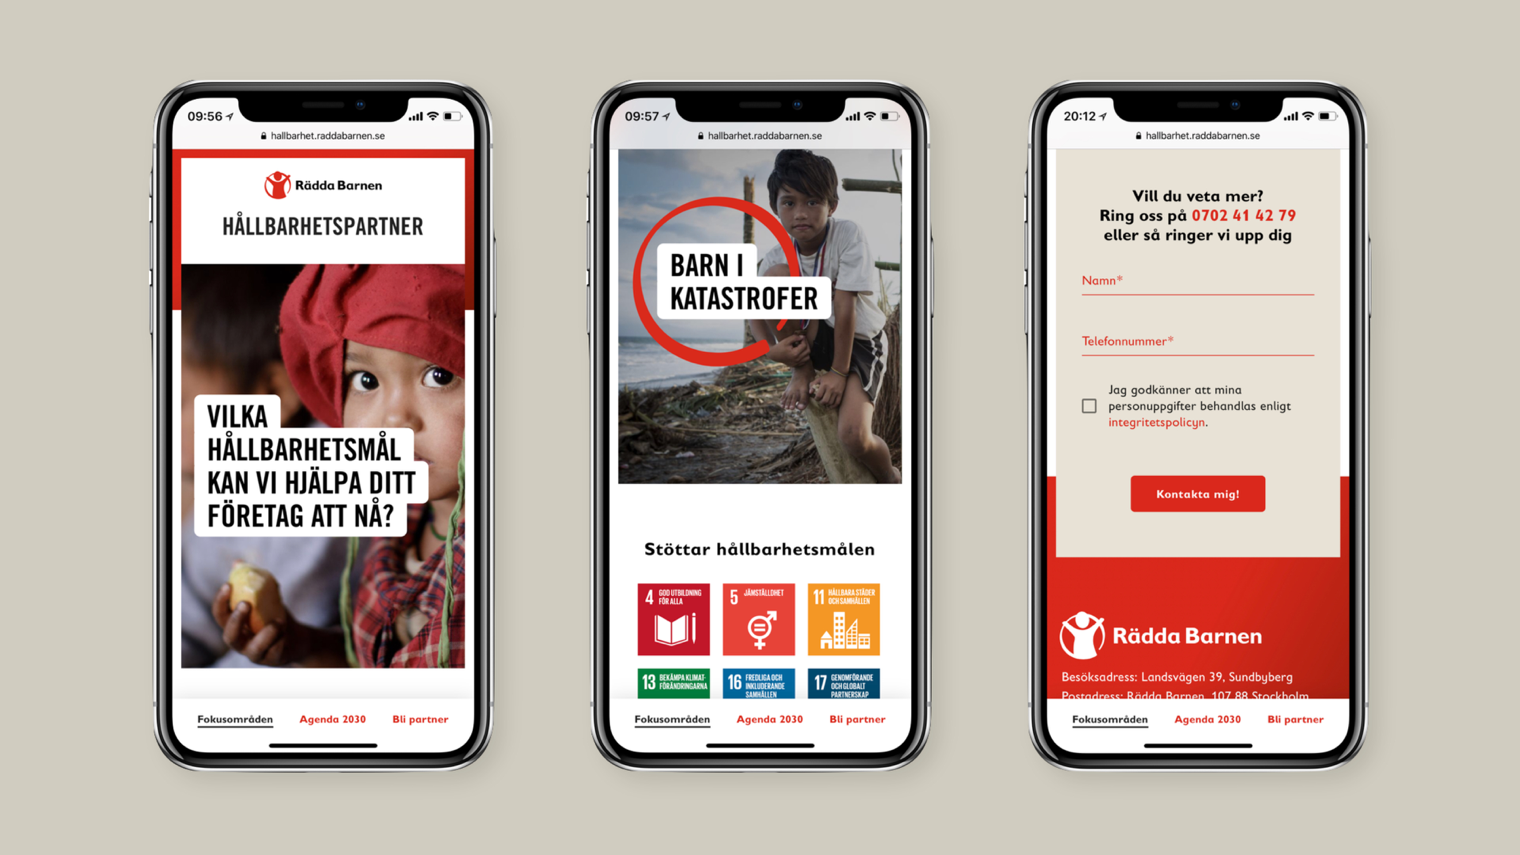 09:56
hallbarhet.raddabarnen.se
Rädda Barnen
HÅLLBARHETSPARTNER
VILKA
HÅLLBARHETSMÅL
KAN VI HJÄLPA DITT
FÖRETAG ATT NÅ?
Fokusområden Agenda 2030 Bli partner
09:57
hallbarhet.raddabarnen.se
BARN I
KATASTROFER
Stöttar hållbarhetsmålen
4 GOD UTBILDNING
FÖR ALLA
5 JÄMSTÄLLDHET
11 HÅLLBARA STÄDER
OCH SAMHÄLLEN
13 BEKÄMPA KLIMAT-
FÖRÄNDRINGARNA
16 FREDLIGA OCH
INKLUDERANDE
SAMHÄLLEN
17 GENOMFÖRANDE
OCH GLOBALT
PARTNERSKAP
Fokusområden Agenda 2030 Bli partner
20:12
hallbarhet.raddabarnen.se
Vill du veta mer?
Ring oss på 0702 41 42 79
eller så ringer vi upp dig
Namn*
Telefonnummer*
Jag godkänner att mina
personuppgifter behandlas enligt
integritetspolicyn.
Kontakta mig!
Rädda Barnen
Besöksadress: Landsvägen 39, Sundbyberg
Postadress: Rädda Barnen, 107 88 Stockholm
Fokusområden Agenda 2030 Bli partner